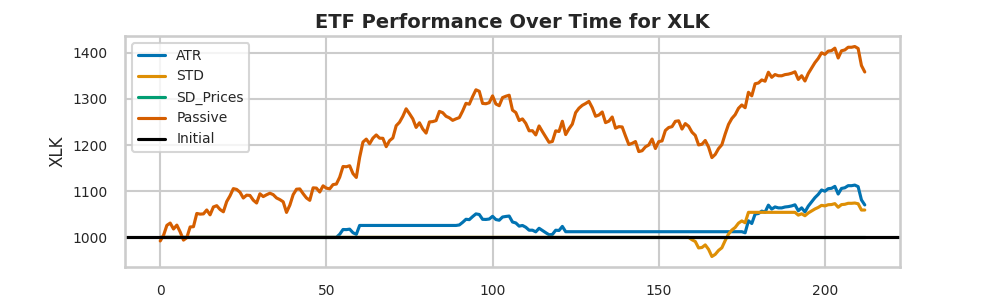 ETF Performance Over Time for XLK
XLK
1400
1300
1200
1100
1000
ATR
STD
SD_Prices
Passive
Initial
0
50
100
150
200